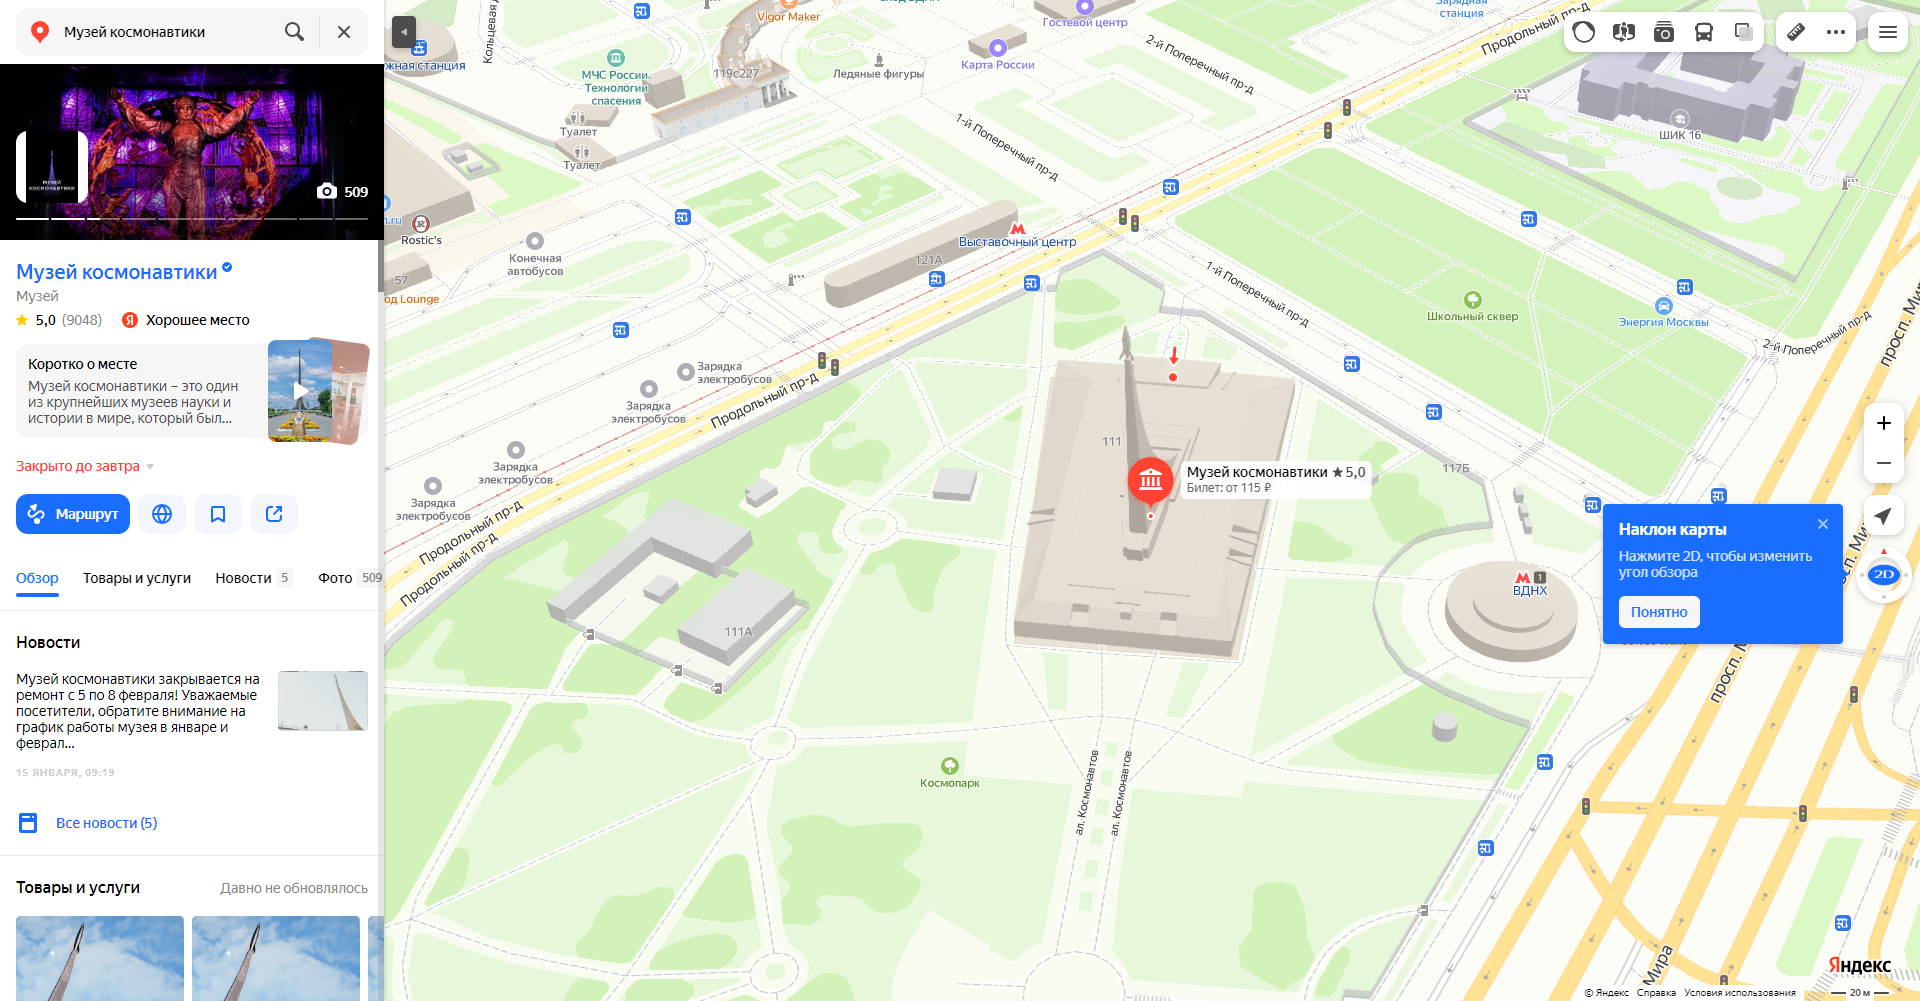 Музей космонавтики
МУЗЕЙ
КОСМОНАВТИКИ
509
Музей космонавтики
Музей
5,0 (9048)
Я Хорошее место
Коротко о месте
Музей космонавтики – это один
из крупнейших музеев науки и
истории в мире, который был...
Закрыто до завтра
Маршрут
Обзор
Товары и услуги
Новости 5
Фото 509
Новости
Музей космонавтики закрывается на
ремонт с 5 по 8 февраля! Уважаемые
посетители, обратите внимание на
график работы музея в январе и
феврал...
15 ЯНВАРЯ, 09:19
Все новости (5)
Товары и услуги
Давно не обновлялось
Vigor Maker
Гостевой центр
станция
Продольный пр-д
2-й Поперечный пр-д
Карта России
Ледяные фигуры
119с227
МЧС России.
Технологии
спасения
жная станция
Туалет
Туалет
1-й Поперечный пр-д
ШИК 16
Rostic's
Конечная
автобусов
57
од Lounge
Выставочный центр
121А
1-й Поперечный пр-д
Школьный сквер
Энергия Москвы
2-й Поперечный пр-д
просп. Мира
Зарядка
электробусов
Зарядка
электробусов
Продольный пр-д
Зарядка
электробусов
Зарядка
электробусов
Продольный пр-д
Продольный пр-д
111
117Б
Музей космонавтики ★ 5,0
Билет: от 115 ₽
111А
1
ВДНХ
Наклон карты
Нажмите 2D, чтобы изменить
угол обзора
Понятно
2D
Космопарк
ал. Космонавтов
ал. Космонавтов
Мира
Яндекс
© Яндекс Справка Условия использования
20 м